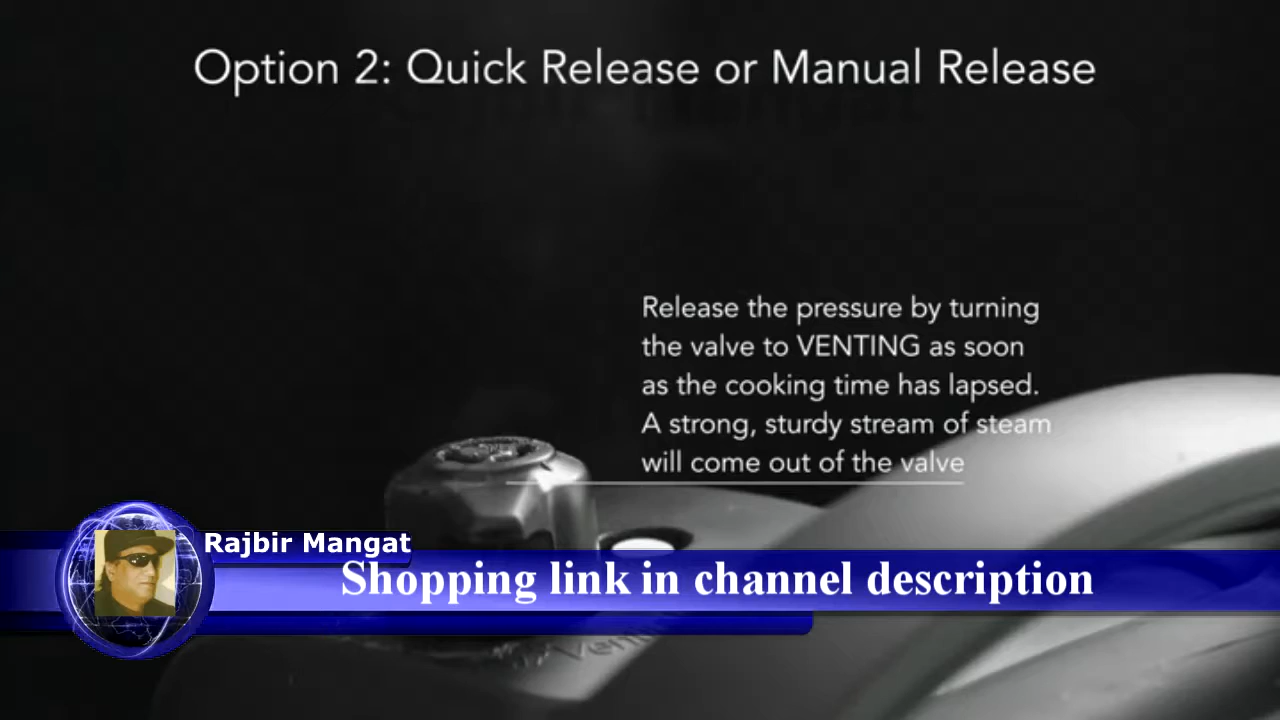 Option 2: Quick Release or Manual Release
Release the pressure by turning
the valve to VENTING as soon
as the cooking time has lapsed.
A strong, sturdy stream of steam
will come out of the valve
Rajbir Mangat
Shopping link in channel description